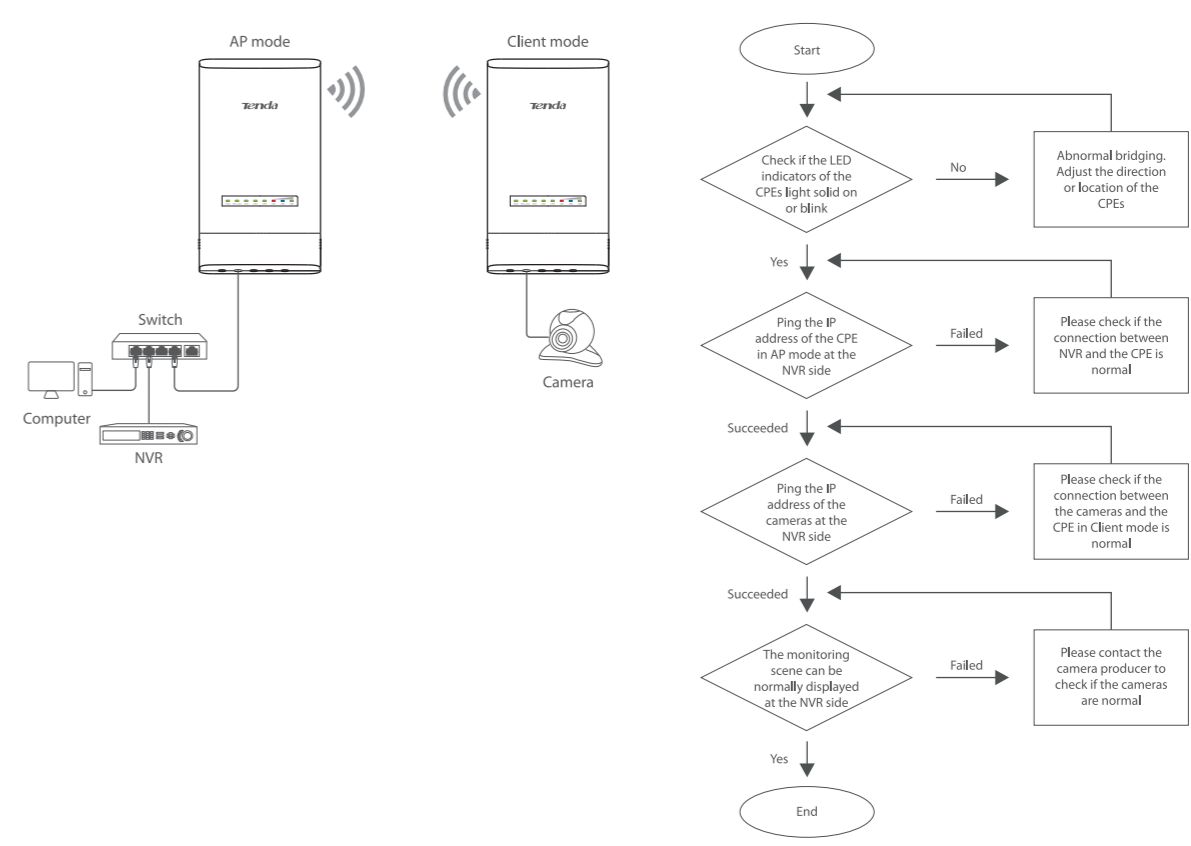 AP mode
Client mode
Tenda
Tenda
Switch
Computer
NVR
Camera
Start
Check if the LED
indicators of the
CPEs light solid on
or blink
No
Abnormal bridging.
Adjust the direction
or location of the
CPEs
Yes
Ping the IP
address of the CPE
in AP mode at the
NVR side
Failed
Please check if the
connection between
NVR and the CPE is
normal
Succeeded
Ping the IP
address of the
cameras at the
NVR side
Failed
Please check if the
connection between
the cameras and the
CPE in Client mode is
normal
Succeeded
The monitoring
scene can be
normally displayed
at the NVR side
Failed
Please contact the
camera producer to
check if the cameras
are normal
Yes
End